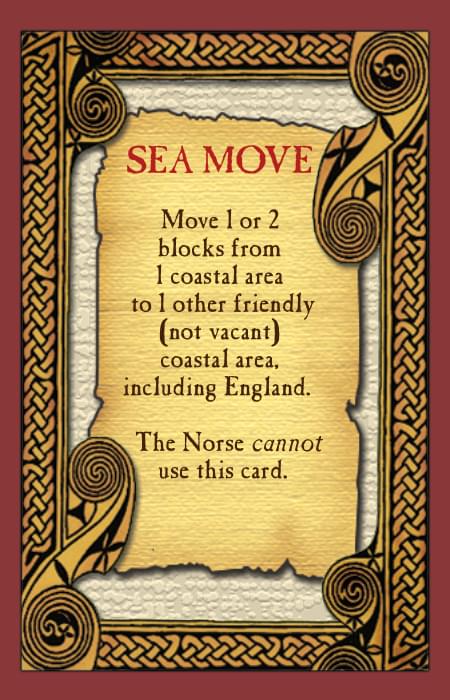 SEA MOVE
Move 1 or 2
blocks from
1 coastal area
to 1 other friendly
(not vacant)
coastal area,
including England.
The Norse cannot
use this card.